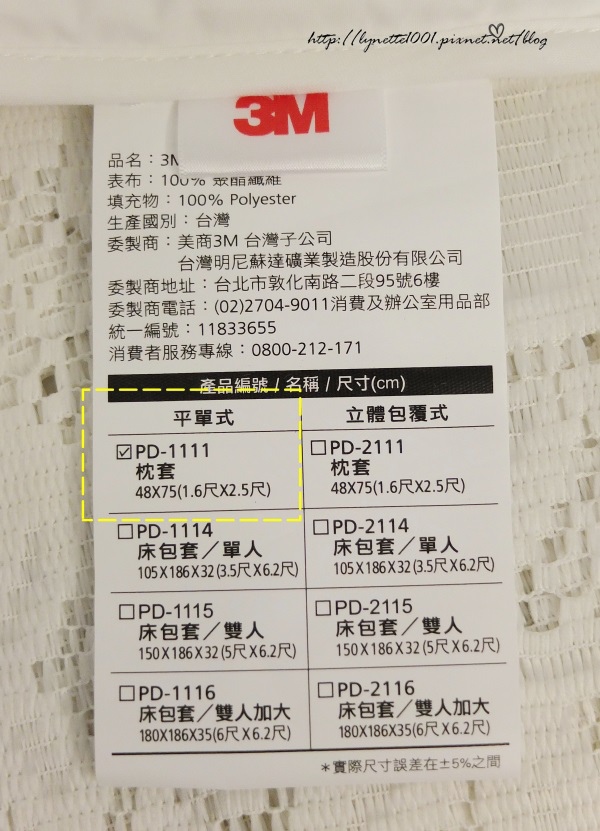 http://lynette1001.pixnet.net/blog
3M
品名：3M
表布：100% 聚酯纖維
填充物：100% Polyester
生產國別：台灣
委製商：美商3M 台灣子公司
台灣明尼蘇達礦業製造股份有限公司
委製商地址：台北市敦化南路二段95號6樓
委製商電話：(02)2704-9011消費及辦公室用品部
統一編號：11833655
消費者服務專線：0800-212-171
產品編號 / 名稱 / 尺寸(cm)
平單式
☑PD-1111
枕套
48X75(1.6尺X2.5尺)
☐PD-1114
床包套／單人
105X186X32(3.5尺X6.2尺)
☐PD-1115
床包套／雙人
150X186X32(5尺X6.2尺)
☐PD-1116
床包套／雙人加大
180X186X35(6尺X6.2尺)
立體包覆式
☐PD-2111
枕套
48X75(1.6尺X2.5尺)
☐PD-2114
床包套／單人
105X186X32(3.5尺X6.2尺)
☐PD-2115
床包套／雙人
150X186X32(5尺X6.2尺)
☐PD-2116
床包套／雙人加大
180X186X35(6尺X6.2尺)
＊實際尺寸誤差在±5%之間